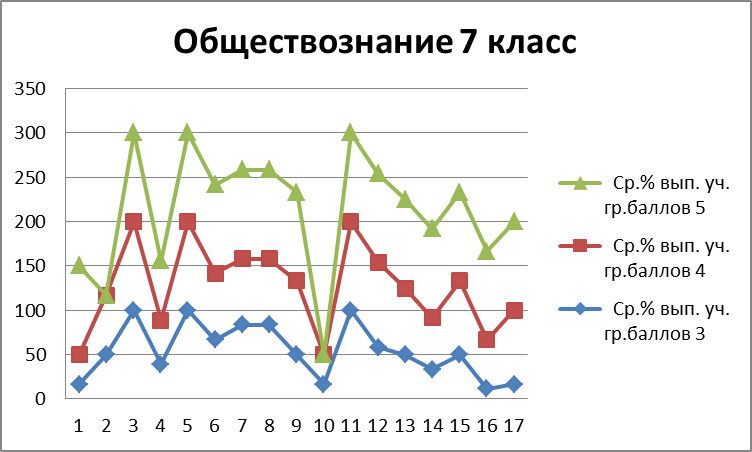 Обществознание 7 класс
350
300
250
200
150
100
50
0
1 2 3 4 5 6 7 8 9 10 11 12 13 14 15 16 17
Ср.% вып. уч.
гр.баллов 5
Ср.% вып. уч.
гр.баллов 4
Ср.% вып. уч.
гр.баллов 3